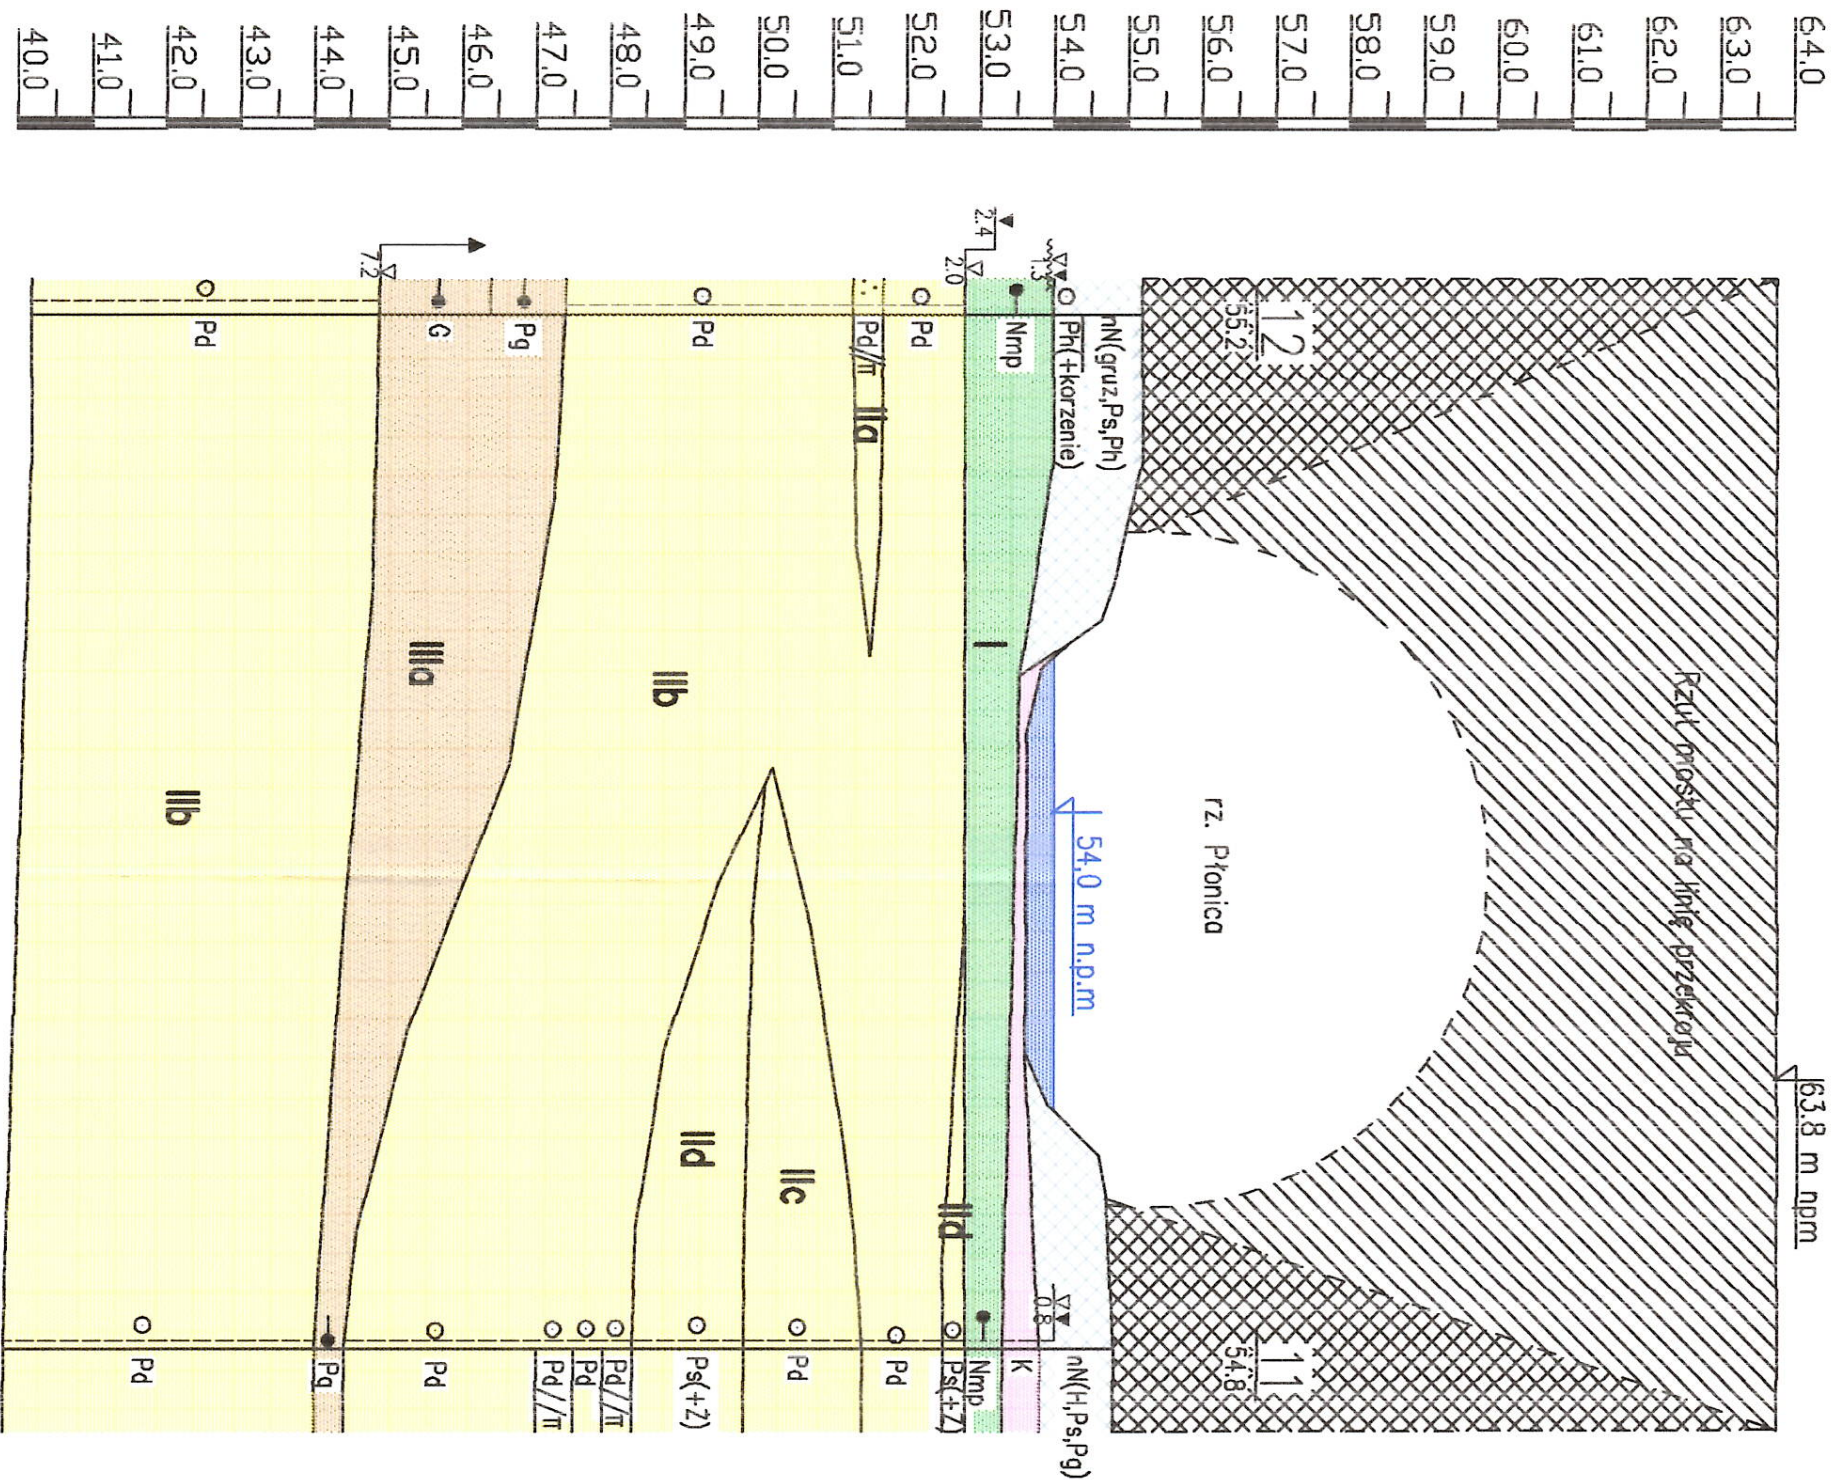 64.0
63.0
62.0
61.0
60.0
59.0
58.0
57.0
56.0
55.0
54.0
53.0
52.0
51.0
50.0
49.0
48.0
47.0
46.0
45.0
44.0
43.0
42.0
41.0
40.0
63.8 m npm
Rzut mostu na linię przekroju
rz. Płonica
54,0 m n.p.m
12
55.2
nN(gruz,Ps,Ph)
Ph(+korzenie)
1.3
Nmp
2.4
2.0
Pd
Pd//π
Pd
Pg
G
7.2
Pd
I
IIa
IIb
IIIa
IIb
IId
IIc
IId
11
54.8
nN(H,Ps,Pg)
0.8
K
Nmp
Ps(+Ż)
Pd
Pd
Ps(+Ż)
Pd//π
Pd
Pd//π
Pd
Pg
Pd